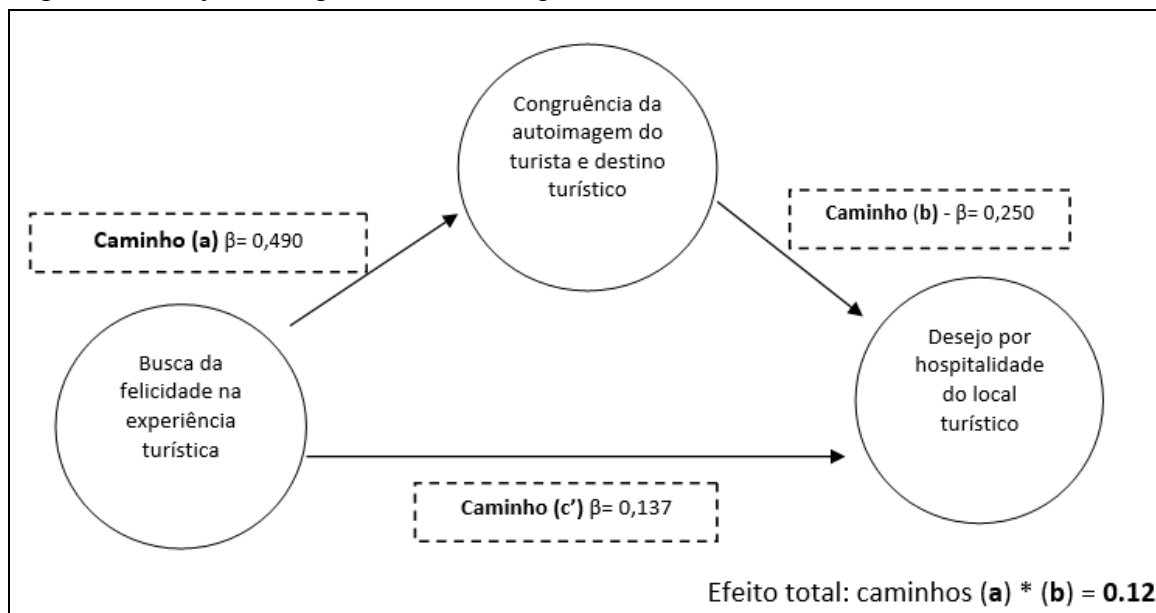 Congruência da
autoimagem do
turista e destino
turístico
Caminho (a) β= 0,490
Caminho (b) - β= 0,250
Busca da
felicidade na
experiência
turística
Desejo por
hospitalidade
do local
turístico
Caminho (c’) β= 0,137
Efeito total: caminhos (a) * (b) = 0.12